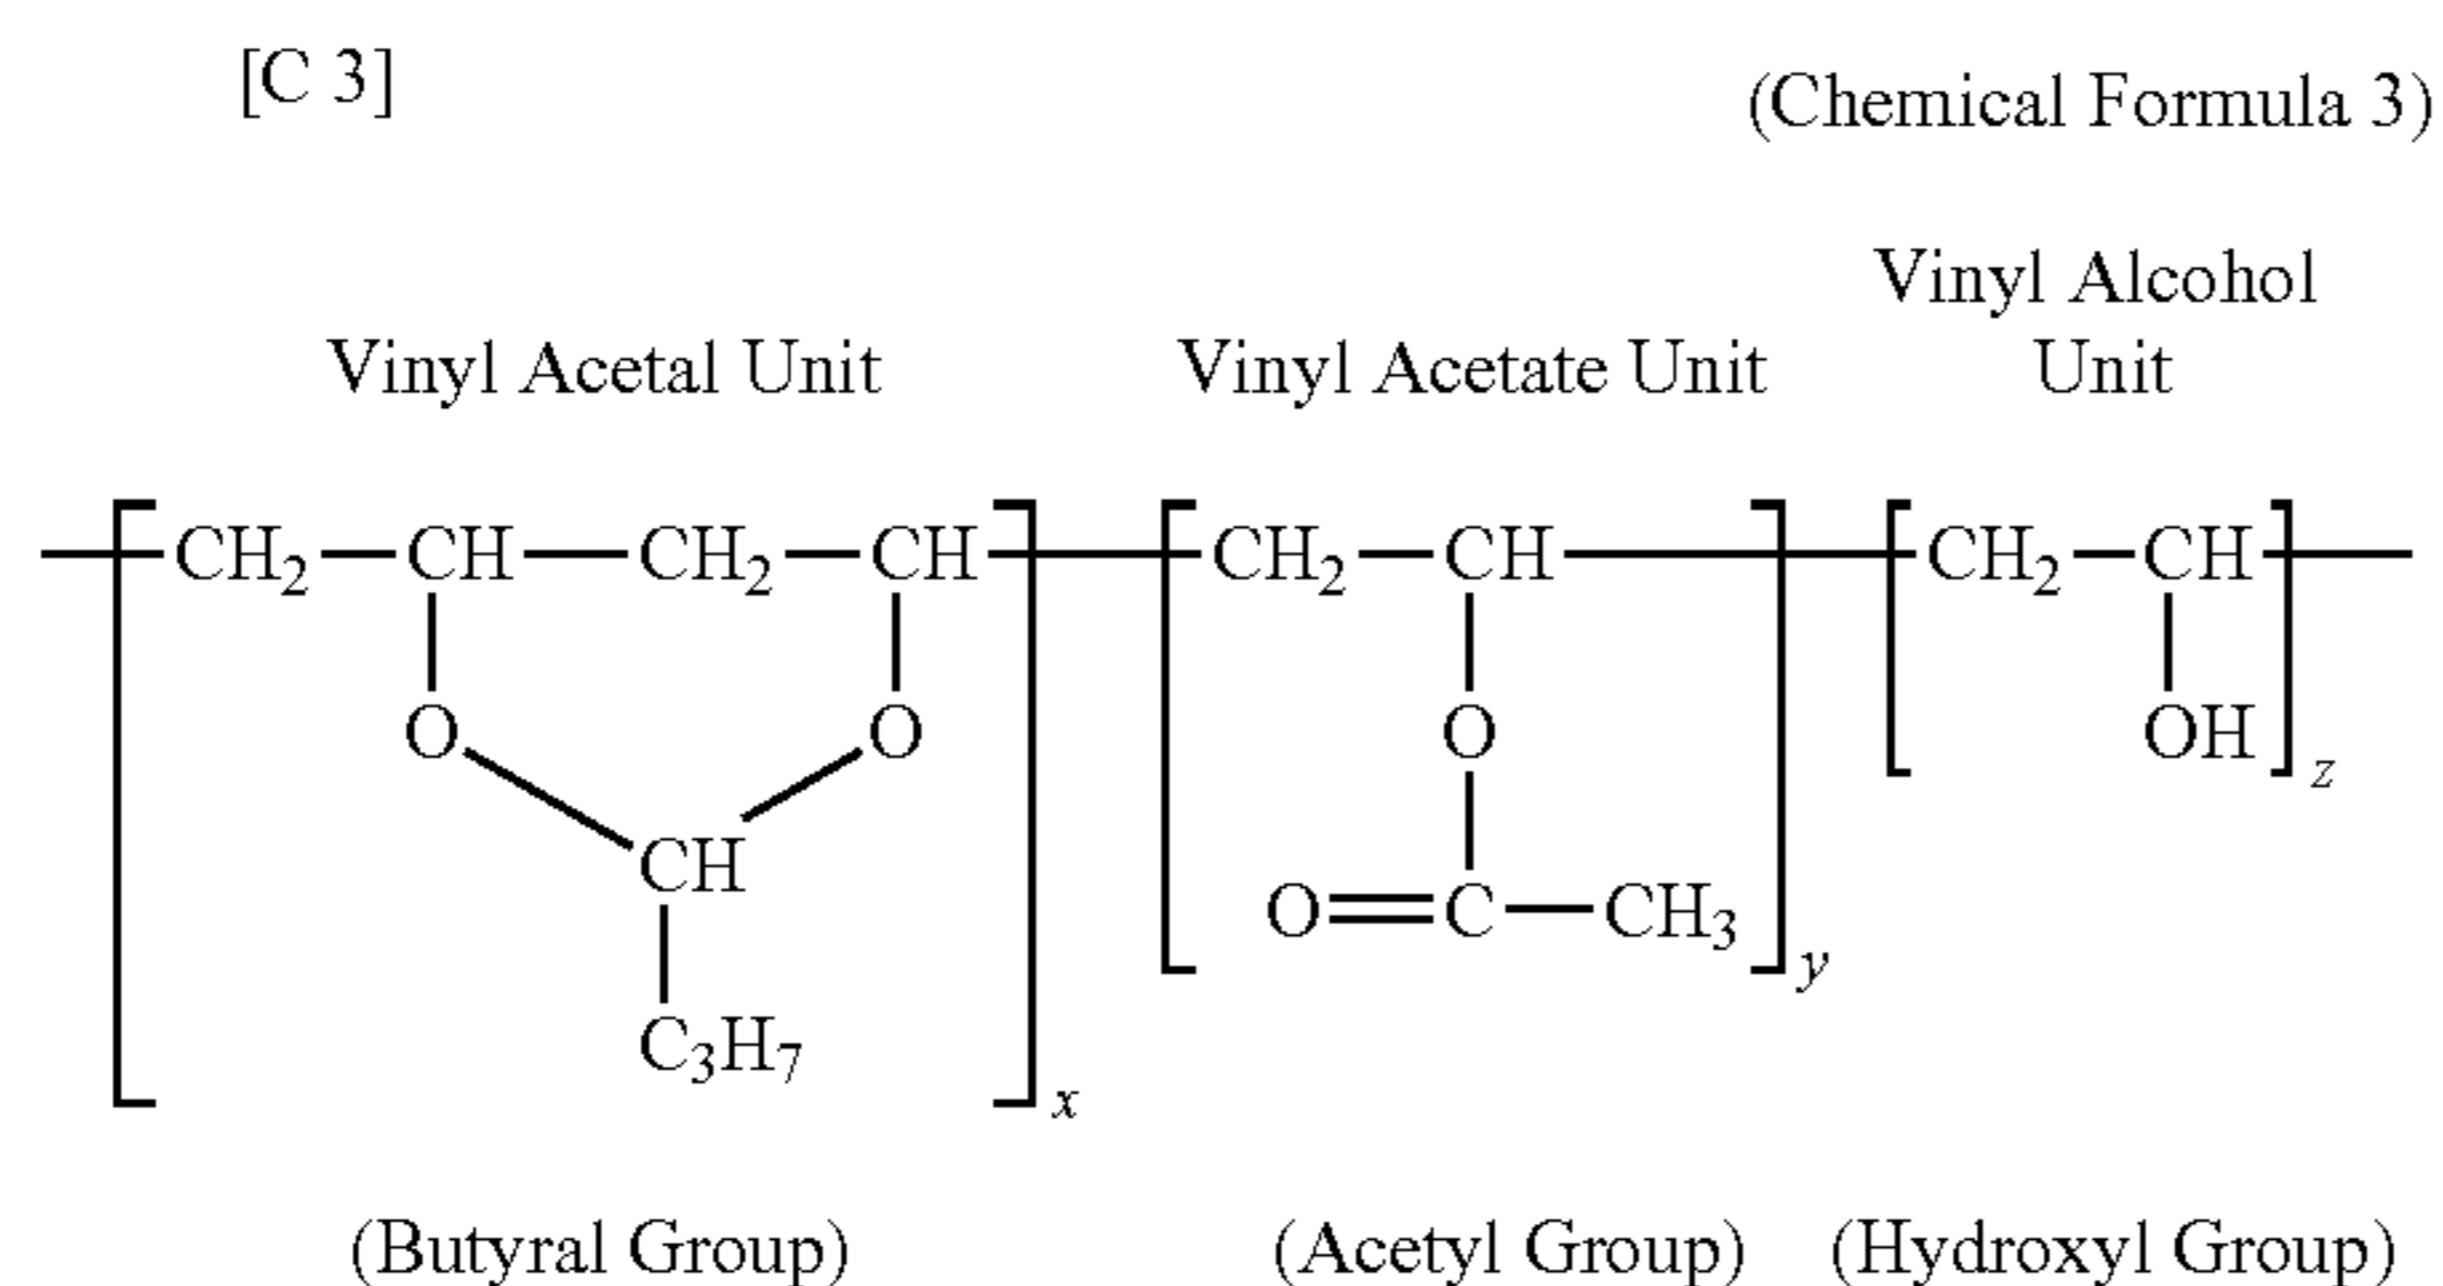 [C 3]
(Chemical Formula 3)
Vinyl Alcohol
Vinyl Acetal Unit Vinyl Acetate Unit Unit
CH₂—CH—CH₂—CH CH₂—CH CH₂—CH
O O O OH z
CH
O=C—CH₃ y
C₃H₇
x
(Butyral Group) (Acetyl Group) (Hydroxyl Group)